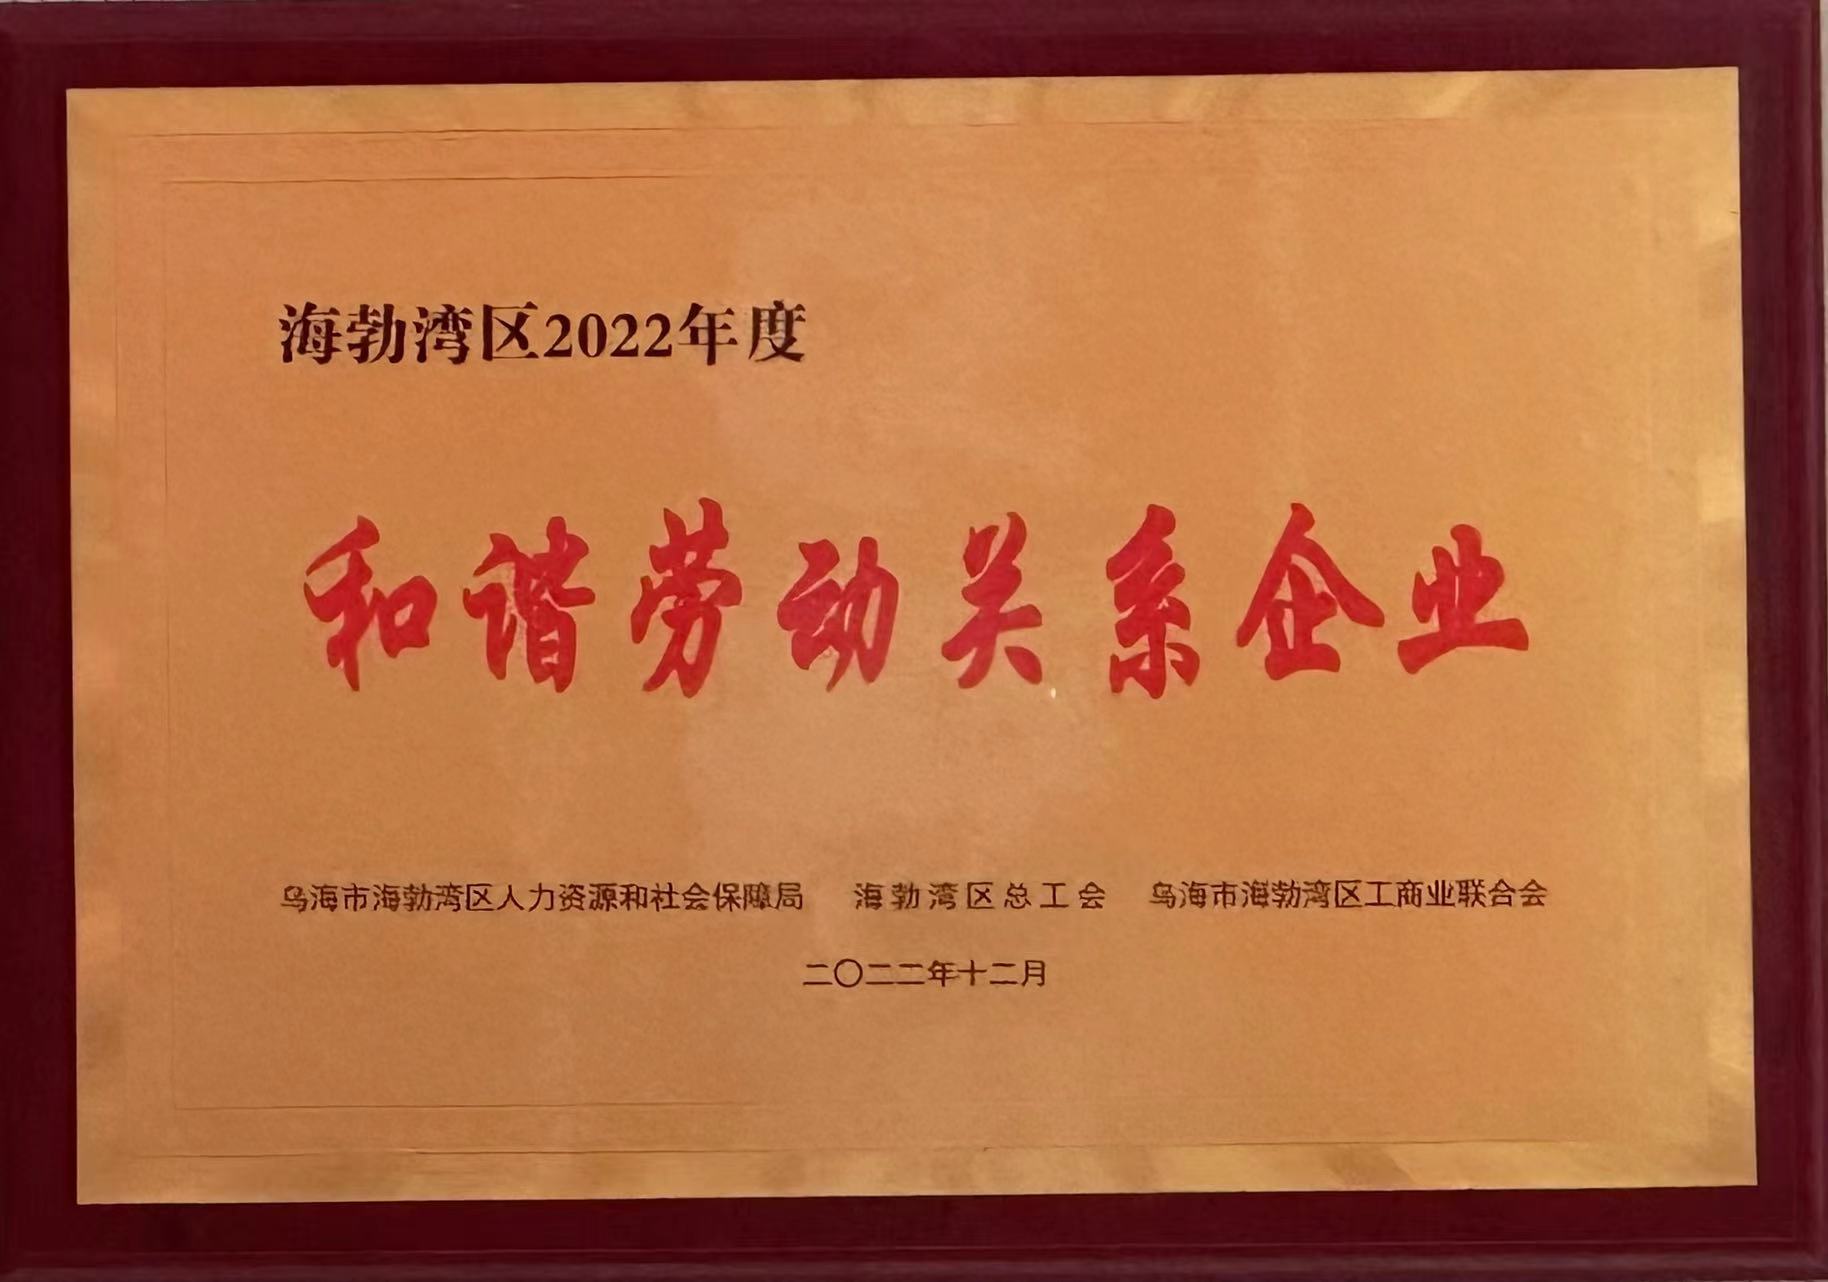 海勃湾区2022年度
和谐劳动关系企业
乌海市海勃湾区人力资源和社会保障局 海勃湾区总工会 乌海市海勃湾区工商业联合会
二〇二二年十二月